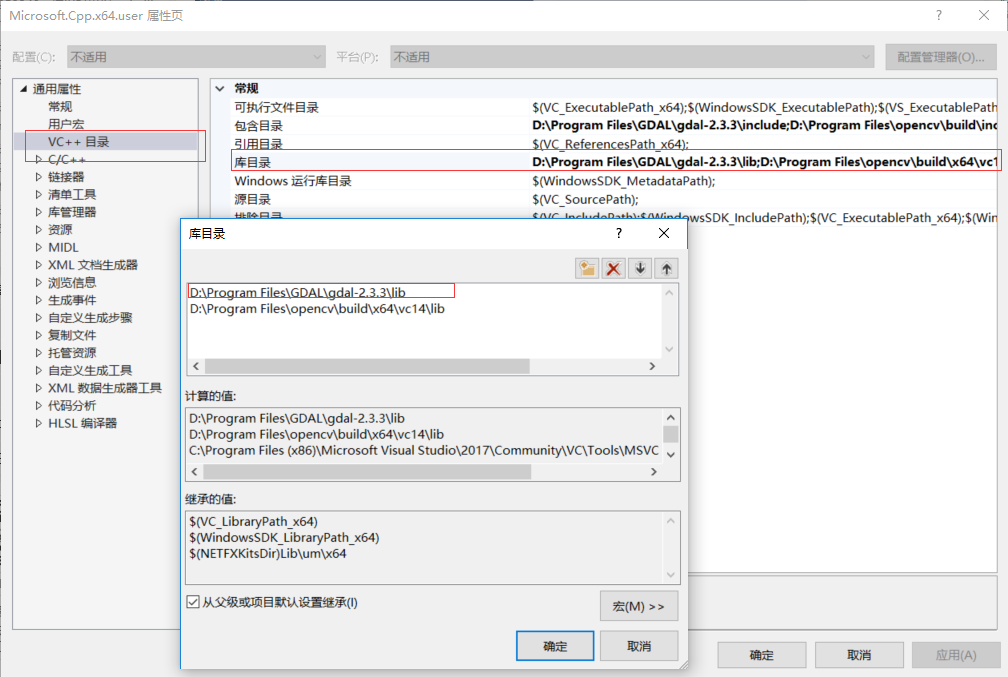 Microsoft.Cpp.x64.user 属性页
?
配置(C):
不适用
平台(P):
不适用
配置管理器(O)...
通用属性
常规
用户宏
VC++ 目录
C/C++
链接器
清单工具
库管理器
资源
MIDL
XML 文档生成器
浏览信息
生成事件
自定义生成步骤
复制文件
托管资源
自定义生成工具
XML 数据生成器工具
代码分析
HLSL 编译器
常规
可执行文件目录 $(VC_ExecutablePath_x64);$(WindowsSDK_ExecutablePath);$(VS_ExecutablePath
包含目录 D:\Program Files\GDAL\gdal-2.3.3\include;D:\Program Files\opencv\build\inc
引用目录 $(VC_ReferencesPath_x64);
库目录 D:\Program Files\GDAL\gdal-2.3.3\lib;D:\Program Files\opencv\build\x64\vc1
Windows 运行库目录 $(WindowsSDK_MetadataPath);
源目录 $(VC_SourcePath);
排除目录 $(VC_IncludePath);$(WindowsSDK_IncludePath);$(VC_ExecutablePath_x64);$(Win
库目录
?
D:\Program Files\GDAL\gdal-2.3.3\lib
D:\Program Files\opencv\build\x64\vc14\lib
计算的值:
D:\Program Files\GDAL\gdal-2.3.3\lib
D:\Program Files\opencv\build\x64\vc14\lib
C:\Program Files (x86)\Microsoft Visual Studio\2017\Community\VC\Tools\MSVC
继承的值:
$(VC_LibraryPath_x64)
$(WindowsSDK_LibraryPath_x64)
$(NETFXKitsDir)Lib\um\x64
从父级或项目默认设置继承(I)
宏(M) >>
确定
取消
确定
取消
应用(A)